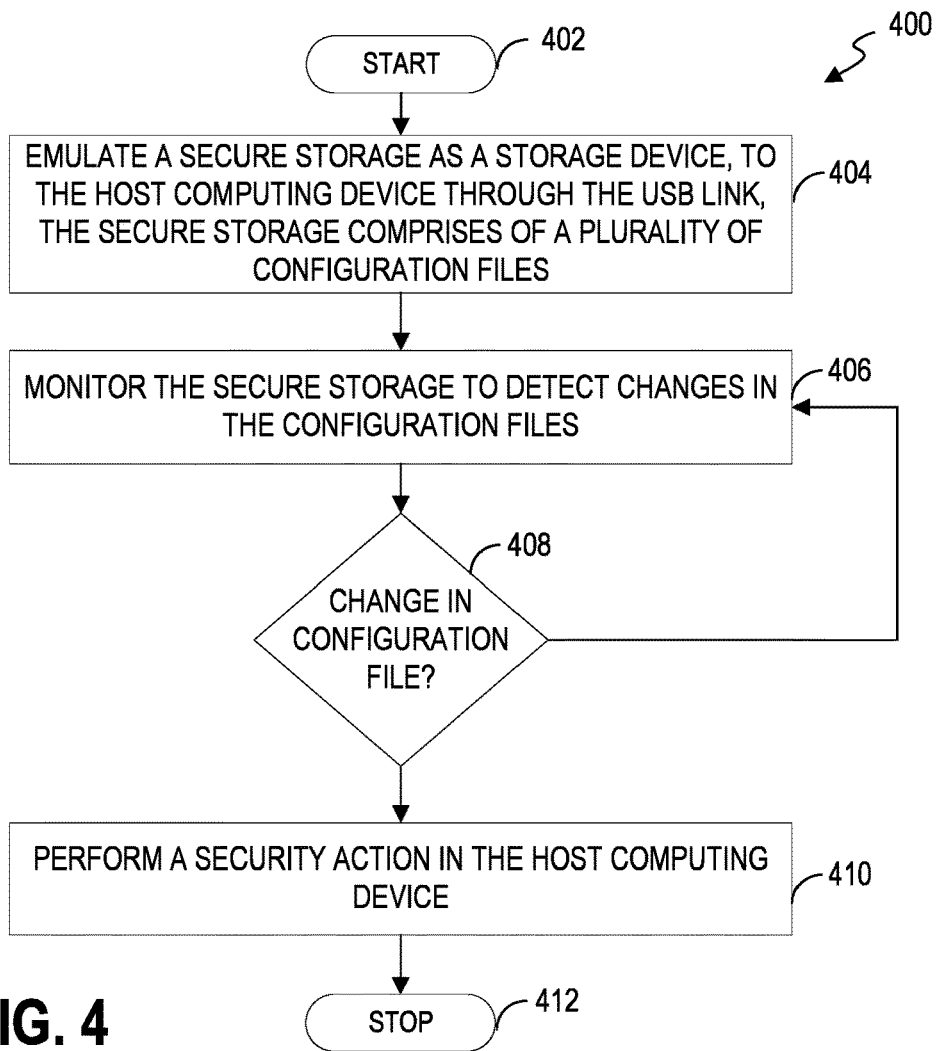 400
START
402
EMULATE A SECURE STORAGE AS A STORAGE DEVICE, TO
THE HOST COMPUTING DEVICE THROUGH THE USB LINK,
THE SECURE STORAGE COMPRISES OF A PLURALITY OF
CONFIGURATION FILES
404
MONITOR THE SECURE STORAGE TO DETECT CHANGES IN
THE CONFIGURATION FILES
406
408
CHANGE IN
CONFIGURATION
FILE?
PERFORM A SECURITY ACTION IN THE HOST COMPUTING
DEVICE
410
STOP
412
IG. 4